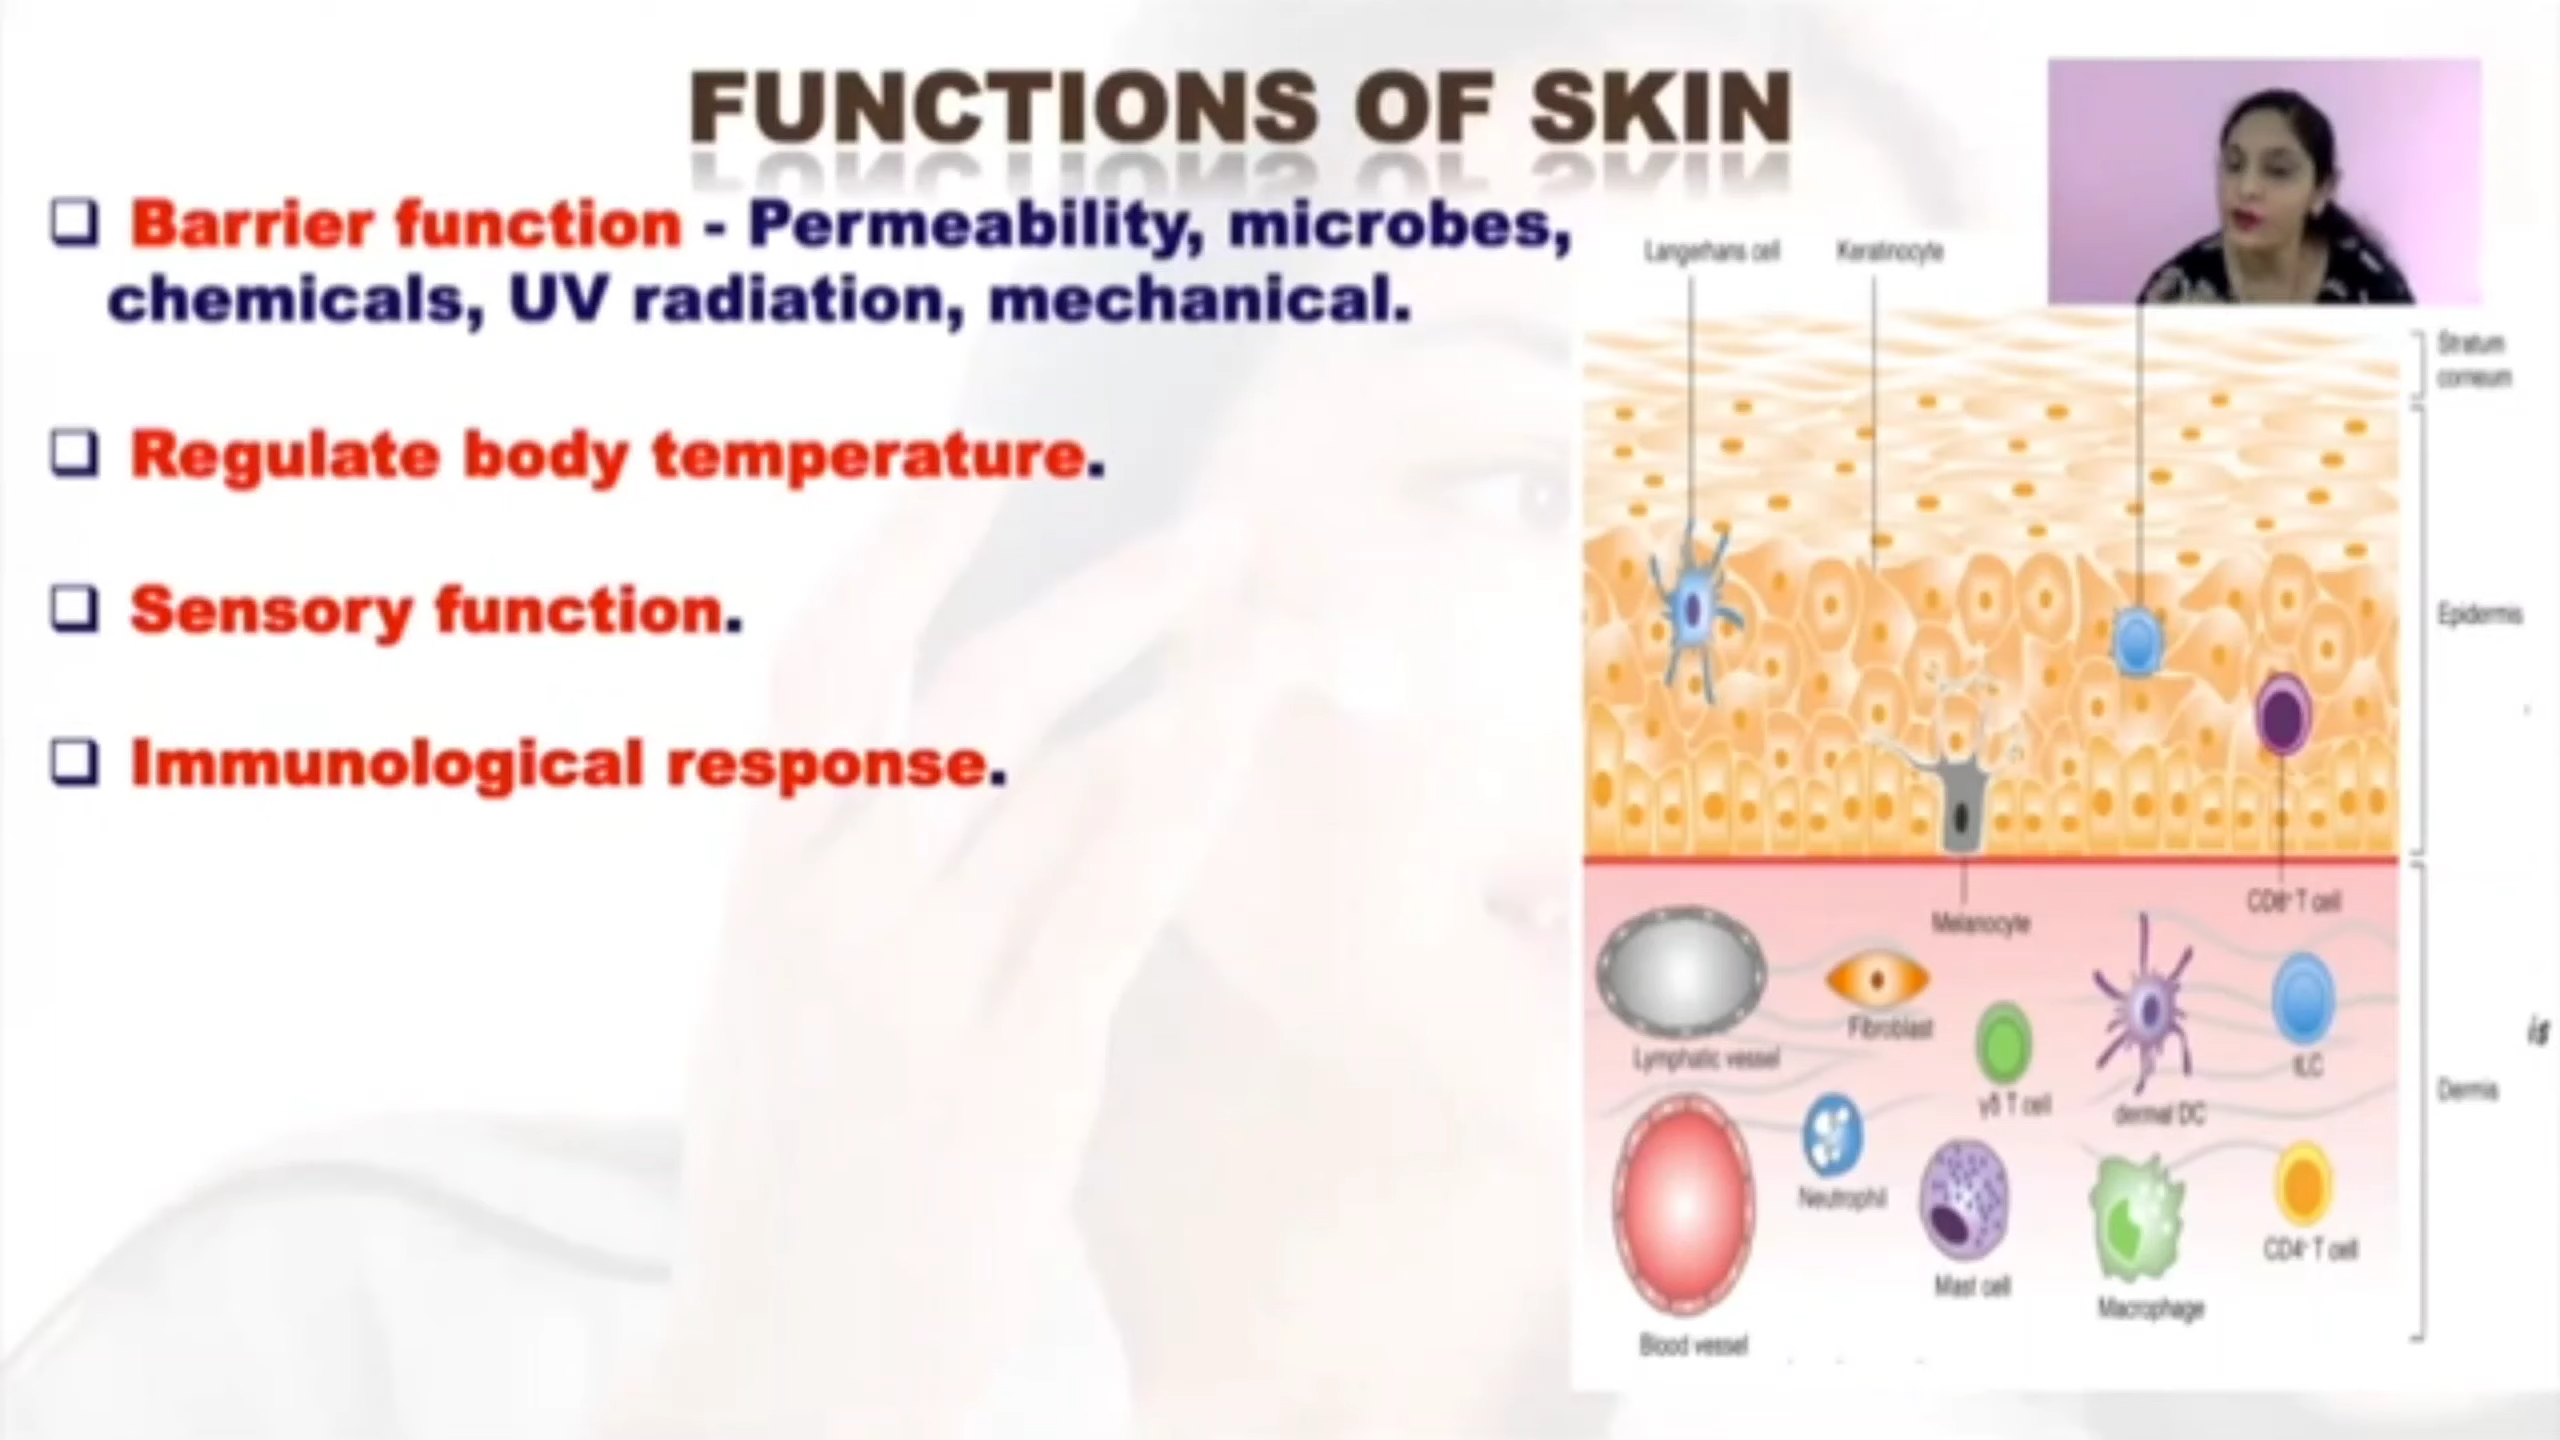 FUNCTIONS OF SKIN
❑ Barrier function - Permeability, microbes,
chemicals, UV radiation, mechanical.
❑ Regulate body temperature.
❑ Sensory function.
❑ Immunological response.
Langerhans cell
Keratinocyte
Stratum
corneum
Epidermis
CD8⁺ T cell
Melanocyte
Fibroblast
Lymphatic vessel
γδ T cell
dermal DC
ILC
Dermis
is
Neutrophil
Mast cell
Macrophage
CD4⁺ T cell
Blood vessel